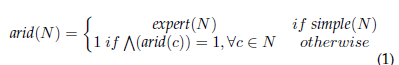 arid(N) = { expert(N) if simple(N)
1 if ⋀(arid(c)) = 1, ∀c ∈ N otherwise
(1)